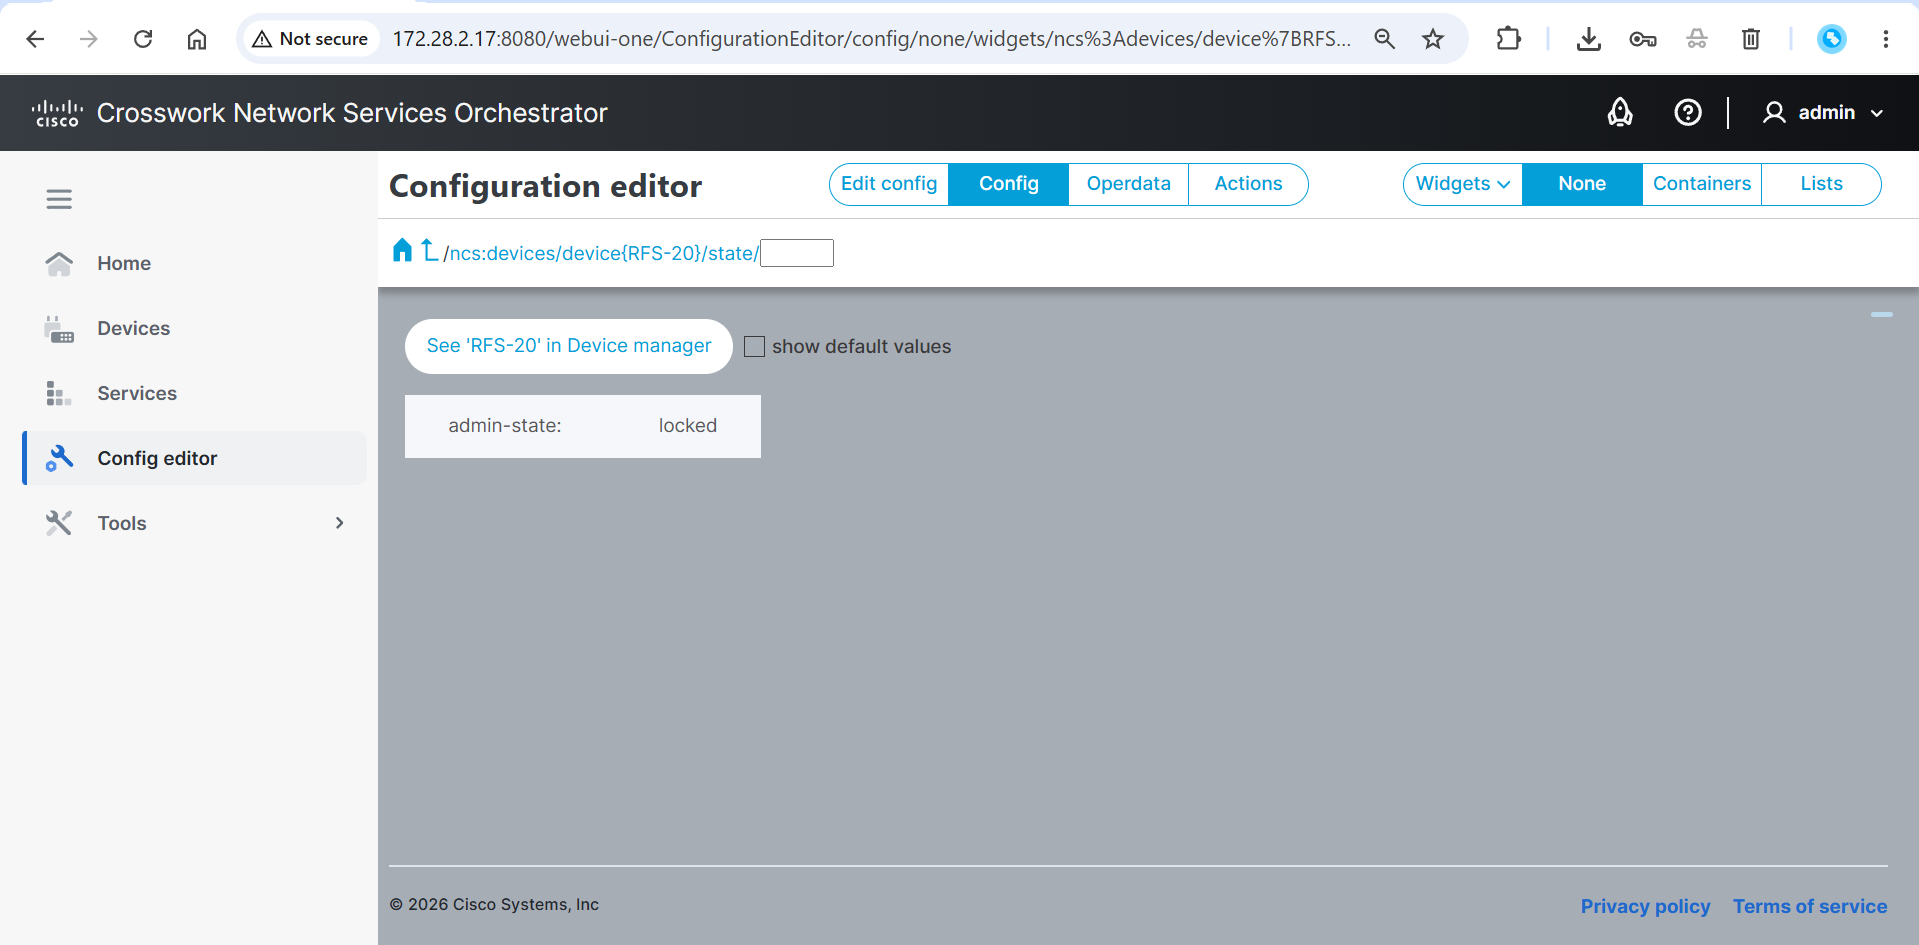 Not secure 172.28.2.17:8080/webui-one/ConfigurationEditor/config/none/widgets/ncs%3Adevices/device%7BRFS...
cisco Crosswork Network Services Orchestrator admin
Configuration editor Edit config Config Operdata Actions Widgets None Containers Lists
/ncs:devices/device{RFS-20}/state/
Home
Devices
Services
Config editor
Tools
See 'RFS-20' in Device manager show default values
admin-state: locked
© 2026 Cisco Systems, Inc Privacy policy Terms of service